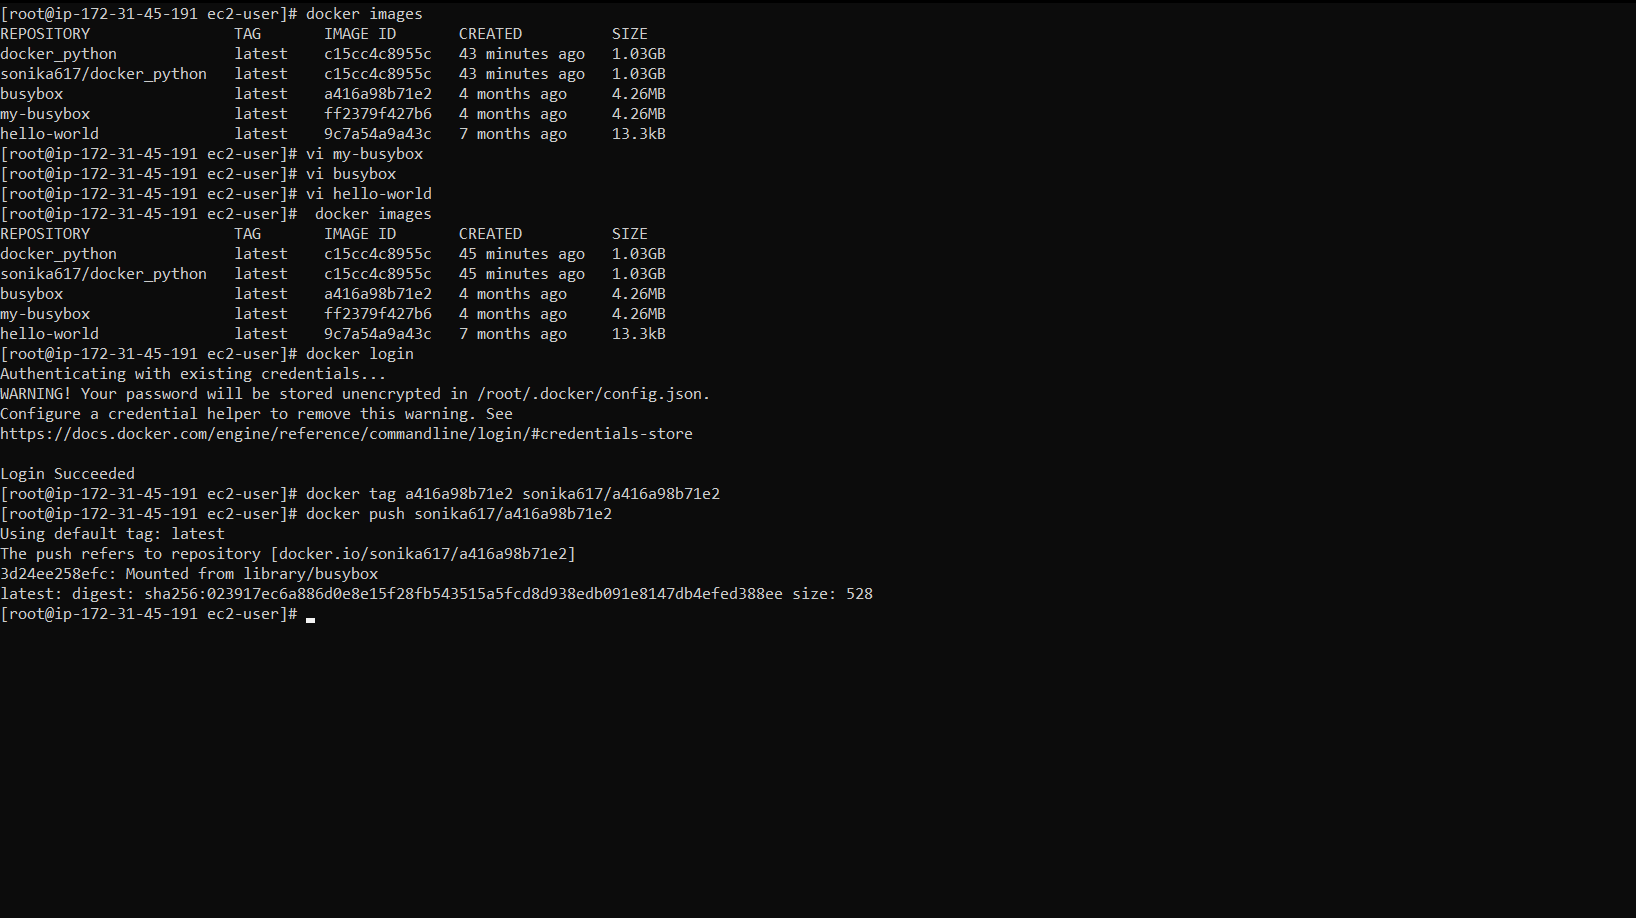 [root@ip-172-31-45-191 ec2-user]# docker images
REPOSITORY                TAG       IMAGE ID       CREATED          SIZE
docker_python             latest    c15cc4c8955c   43 minutes ago   1.03GB
sonika617/docker_python   latest    c15cc4c8955c   43 minutes ago   1.03GB
busybox                   latest    a416a98b71e2   4 months ago     4.26MB
my-busybox                latest    ff2379f427b6   4 months ago     4.26MB
hello-world               latest    9c7a54a9a43c   7 months ago     13.3kB
[root@ip-172-31-45-191 ec2-user]# vi my-busybox
[root@ip-172-31-45-191 ec2-user]# vi busybox
[root@ip-172-31-45-191 ec2-user]# vi hello-world
[root@ip-172-31-45-191 ec2-user]#  docker images
REPOSITORY                TAG       IMAGE ID       CREATED          SIZE
docker_python             latest    c15cc4c8955c   45 minutes ago   1.03GB
sonika617/docker_python   latest    c15cc4c8955c   45 minutes ago   1.03GB
busybox                   latest    a416a98b71e2   4 months ago     4.26MB
my-busybox                latest    ff2379f427b6   4 months ago     4.26MB
hello-world               latest    9c7a54a9a43c   7 months ago     13.3kB
[root@ip-172-31-45-191 ec2-user]# docker login
Authenticating with existing credentials...
WARNING! Your password will be stored unencrypted in /root/.docker/config.json.
Configure a credential helper to remove this warning. See
https://docs.docker.com/engine/reference/commandline/login/#credentials-store

Login Succeeded
[root@ip-172-31-45-191 ec2-user]# docker tag a416a98b71e2 sonika617/a416a98b71e2
[root@ip-172-31-45-191 ec2-user]# docker push sonika617/a416a98b71e2
Using default tag: latest
The push refers to repository [docker.io/sonika617/a416a98b71e2]
3d24ee258efc: Mounted from library/busybox
latest: digest: sha256:023917ec6a886d0e8e15f28fb543515a5fcd8d938edb091e8147db4efed388ee size: 528
[root@ip-172-31-45-191 ec2-user]#